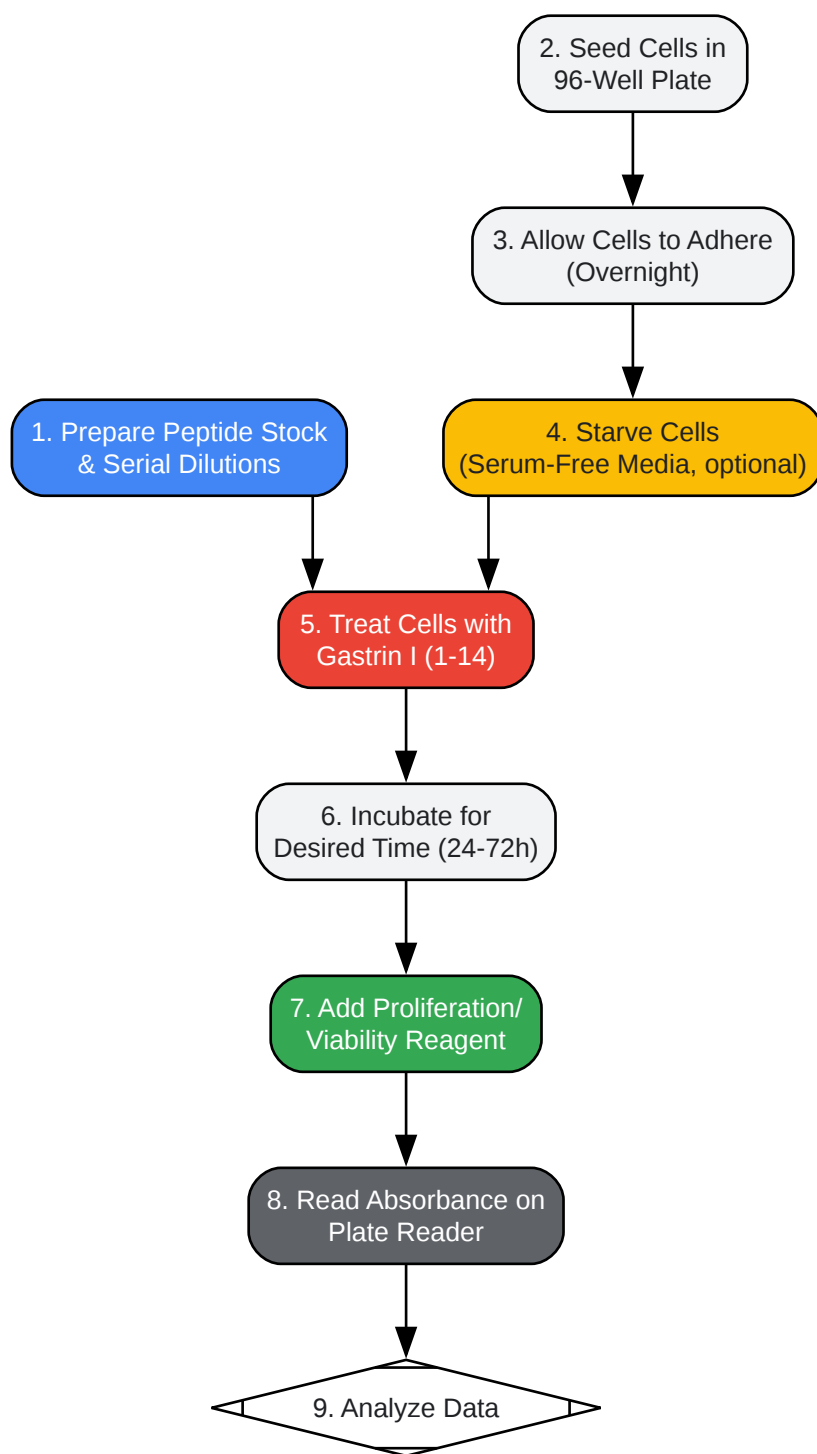 2. Seed Cells in
96-Well Plate
3. Allow Cells to Adhere
(Overnight)
1. Prepare Peptide Stock
& Serial Dilutions
4. Starve Cells
(Serum-Free Media, optional)
5. Treat Cells with
Gastrin I (1-14)
6. Incubate for
Desired Time (24-72h)
7. Add Proliferation/
Viability Reagent
8. Read Absorbance on
Plate Reader
9. Analyze Data